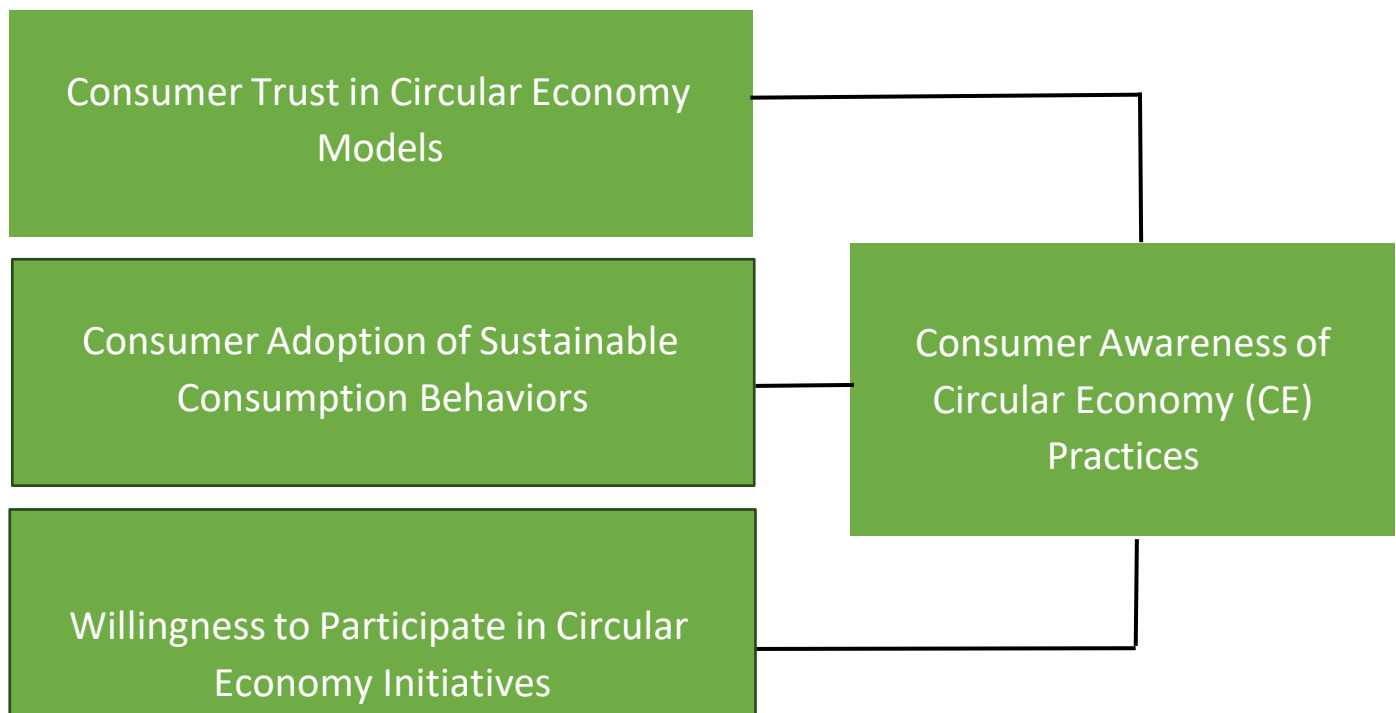 Consumer Trust in Circular Economy
Models
Consumer Adoption of Sustainable
Consumption Behaviors
Consumer Awareness of
Circular Economy (CE)
Practices
Willingness to Participate in Circular
Economy Initiatives